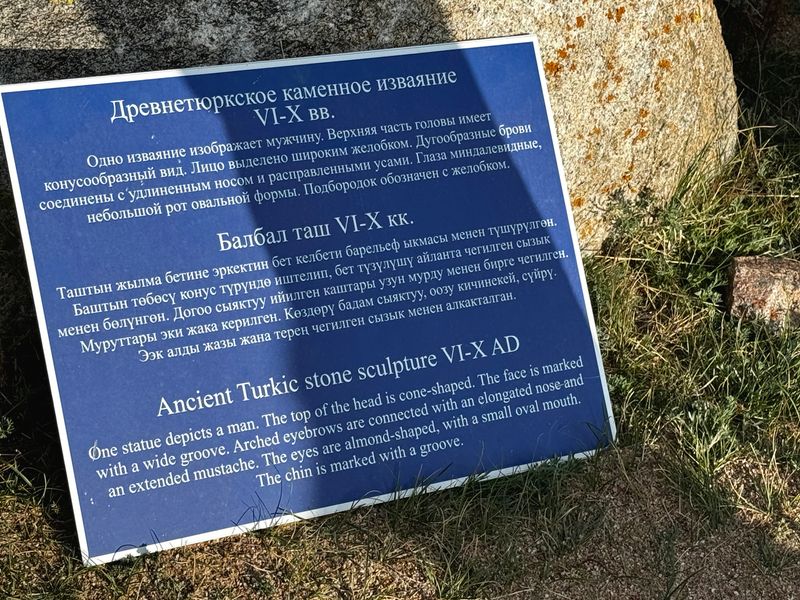 Древнетюркское каменное изваяние
VI-X вв.
Одно изваяние изображает мужчину. Верхняя часть головы имеет
конусообразный вид. Лицо выделено широким желобком. Дугообразные брови
соединены с удлиненным носом и расправленными усами. Глаза миндалевидные,
небольшой рот овальной формы. Подбородок обозначен с желобком.
Балбал таш VI-X кк.
Таштын жылма бетине эркектин бет келбети барельеф ыкмасы менен түшүрүлгөн.
Баштын төбөсү конус түрүндө иштелип, бет түзүлүшү айланта чегилген сызык
менен бөлүнгөн. Догоо сыяктуу ийилген каштары узун мурду менен бирге чегилген.
Муруттары эки жака керилген. Көздөрү бадам сыяктуу, оозу кичинекей, сүйрү.
Ээк алды жазы жана терең чегилген сызык менен алкакталган.
Ancient Turkic stone sculpture VI-X AD
One statue depicts a man. The top of the head is cone-shaped. The face is marked
with a wide groove. Arched eyebrows are connected with an elongated nose and
an extended mustache. The eyes are almond-shaped, with a small oval mouth.
The chin is marked with a groove.